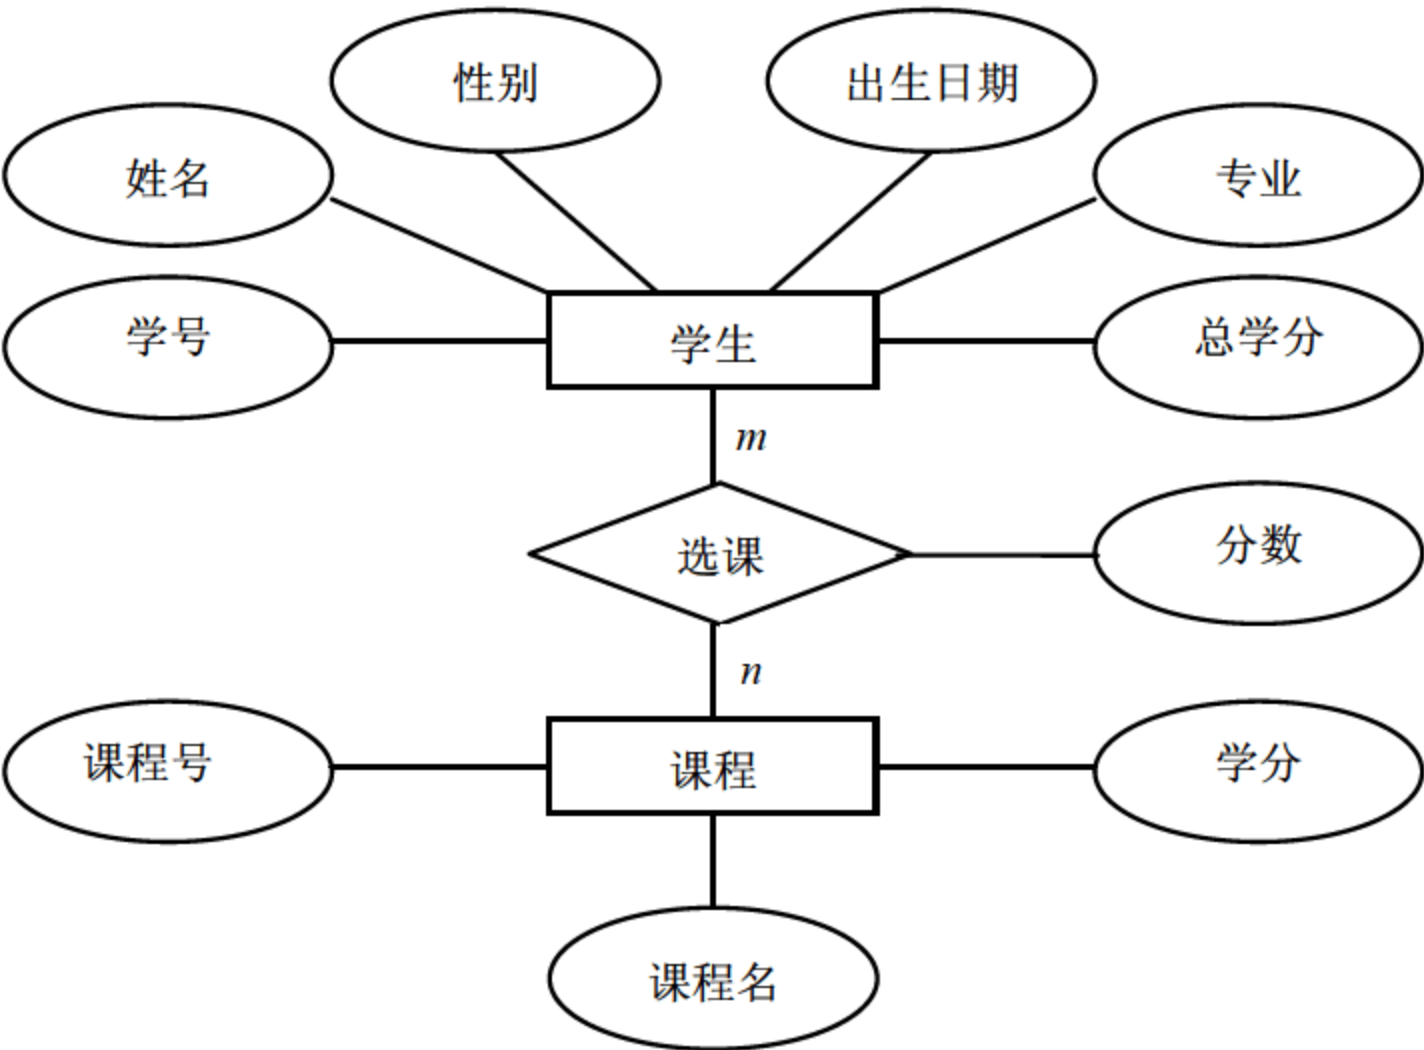 性别
出生日期
姓名
专业
学号
学生
总学分
m
选课
分数
n
课程号
课程
学分
课程名